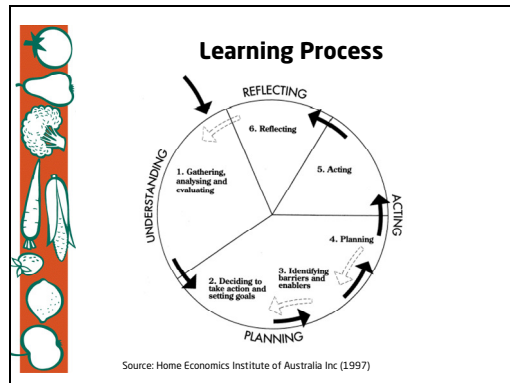 Learning Process
REFLECTING
6. Reflecting
1. Gathering,
analysing and
evaluating
5. Acting
UNDERSTANDING
ACTING
4. Planning
3. Identifying
barriers and
enablers
2. Deciding to
take action and
setting goals
PLANNING
Source: Home Economics Institute of Australia Inc (1997)